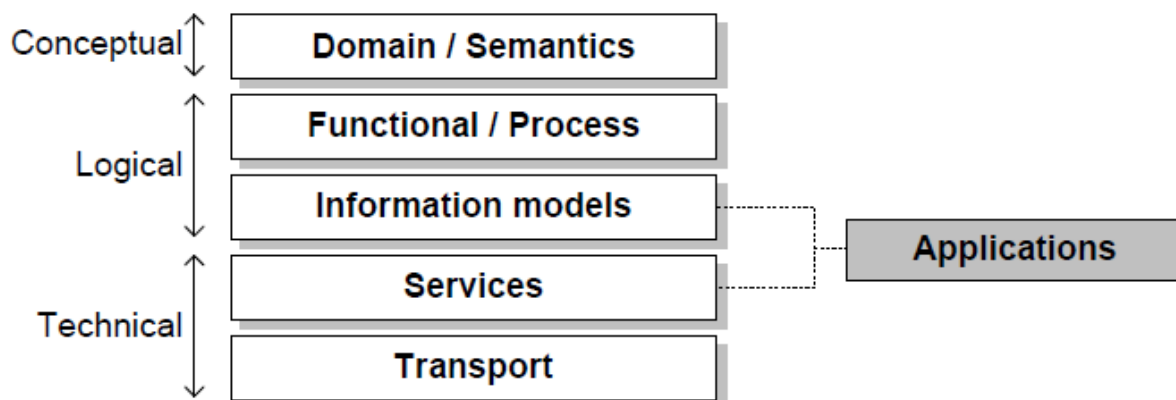 Conceptual
Domain / Semantics
Functional / Process
Logical
Information models
Applications
Services
Technical
Transport